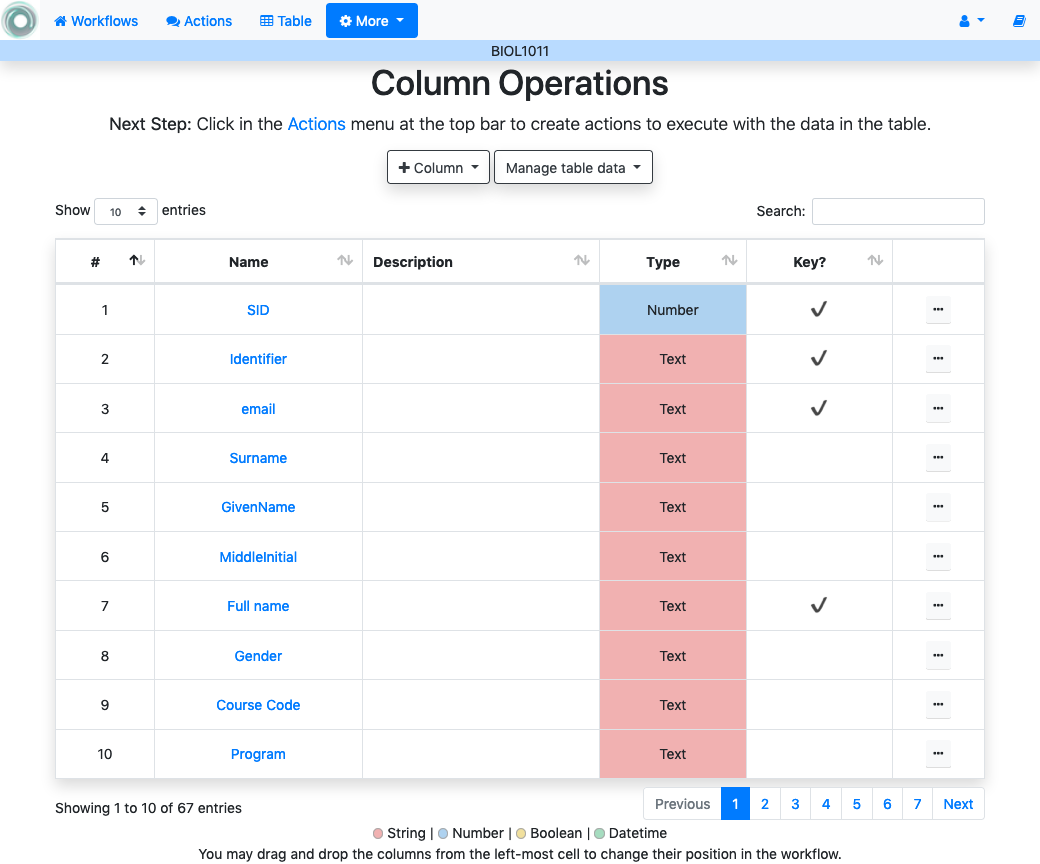 Workflows Actions Table More
BIOL1011
Column Operations
Next Step: Click in the Actions menu at the top bar to create actions to execute with the data in the table.
+ Column Manage table data
Show 10 entries Search:
# Name Description Type Key?
1 SID Number ✔
2 Identifier Text ✔
3 email Text ✔
4 Surname Text
5 GivenName Text
6 MiddleInitial Text
7 Full name Text ✔
8 Gender Text
9 Course Code Text
10 Program Text
Showing 1 to 10 of 67 entries Previous 1 2 3 4 5 6 7 Next
String | Number | Boolean | Datetime
You may drag and drop the columns from the left-most cell to change their position in the workflow.